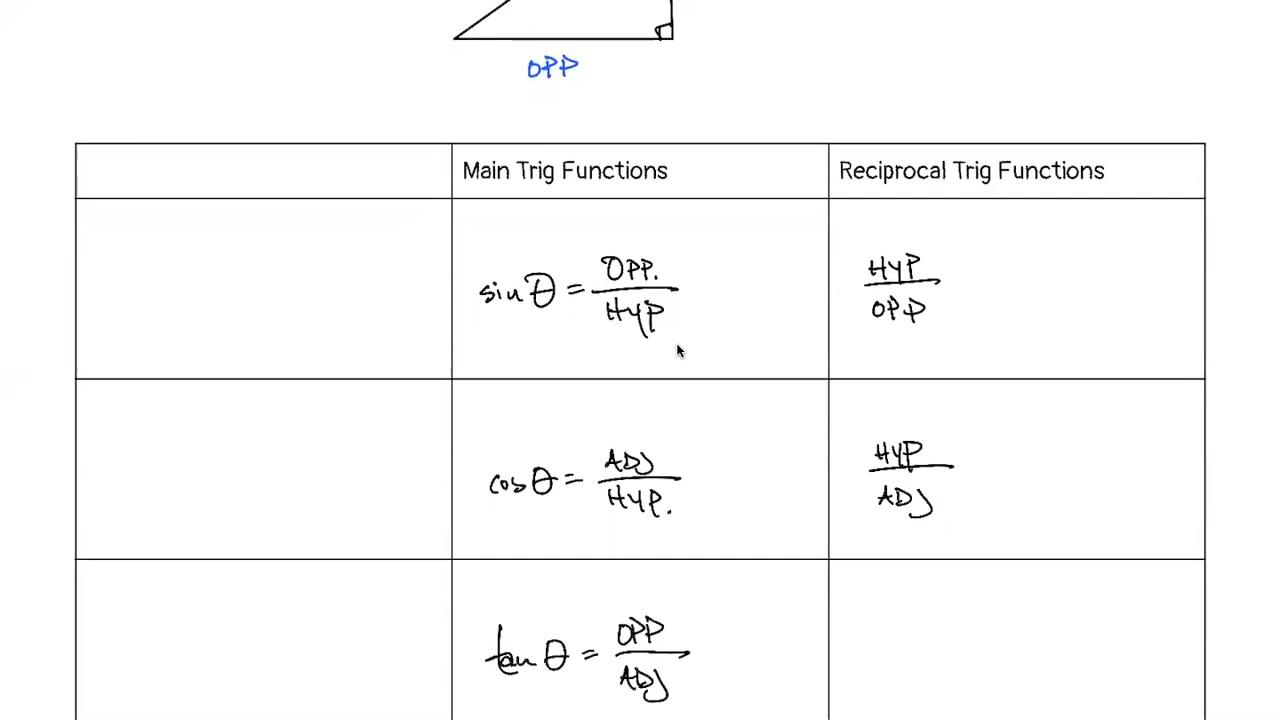 OPP
Main Trig Functions
Reciprocal Trig Functions
sin θ = OPP. / HYP
HYP / OPP
cos θ = ADJ / HYP.
HYP / ADJ
tan θ = OPP / ADJ